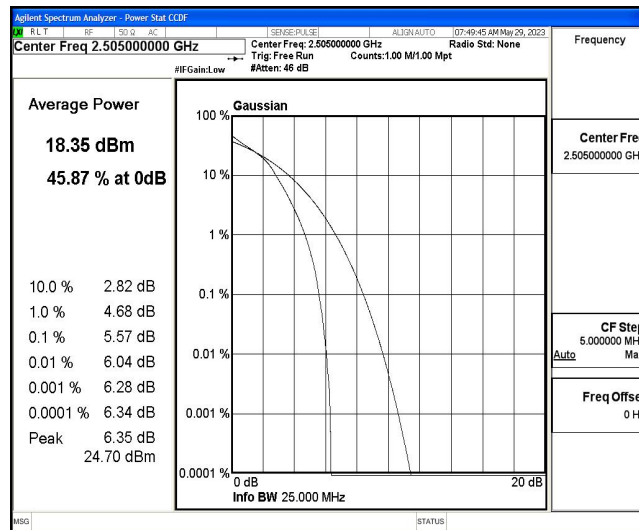 Agilent Spectrum Analyzer - Power Stat CCDF
LXI RLT RF 50 Ω AC SENSE:PULSE ALIGN AUTO 07:49:45 AM May 29, 2023
Center Freq 2.505000000 GHz
Center Freq: 2.505000000 GHz Radio Std: None
Trig: Free Run Counts:1.00 M/1.00 Mpt
#IFGain:Low #Atten: 46 dB
Frequency
Average Power
18.35 dBm
45.87 % at 0dB
10.0 % 2.82 dB
1.0 % 4.68 dB
0.1 % 5.57 dB
0.01 % 6.04 dB
0.001 % 6.28 dB
0.0001 % 6.34 dB
Peak 6.35 dB
24.70 dBm
Gaussian
100 %
10 %
1 %
0.1 %
0.01 %
0.001 %
0.0001 %
0 dB 20 dB
Info BW 25.000 MHz
Center Fre
2.505000000 GH
CF Step
5.000000 MH
Auto Ma
Freq Offse
0 H
MSG STATUS